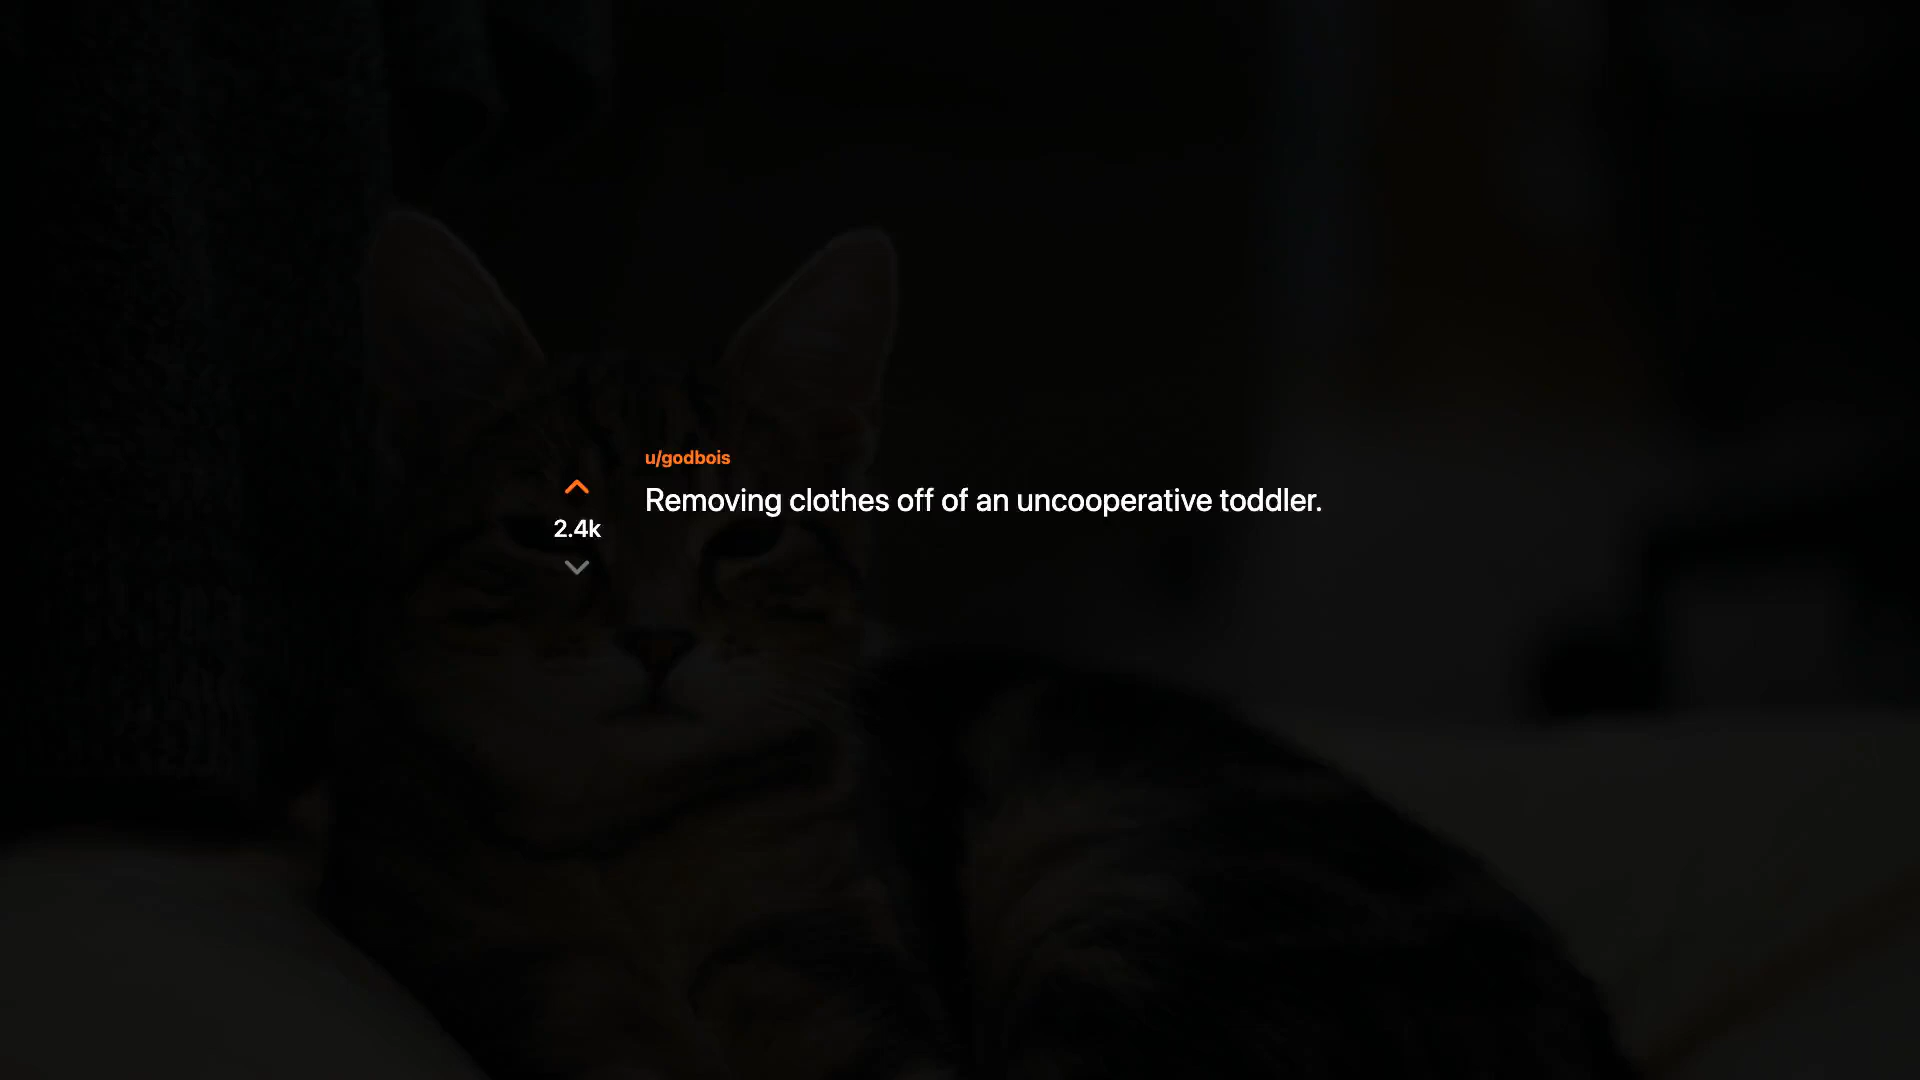 u/godbois
Removing clothes off of an uncooperative toddler.
2.4k